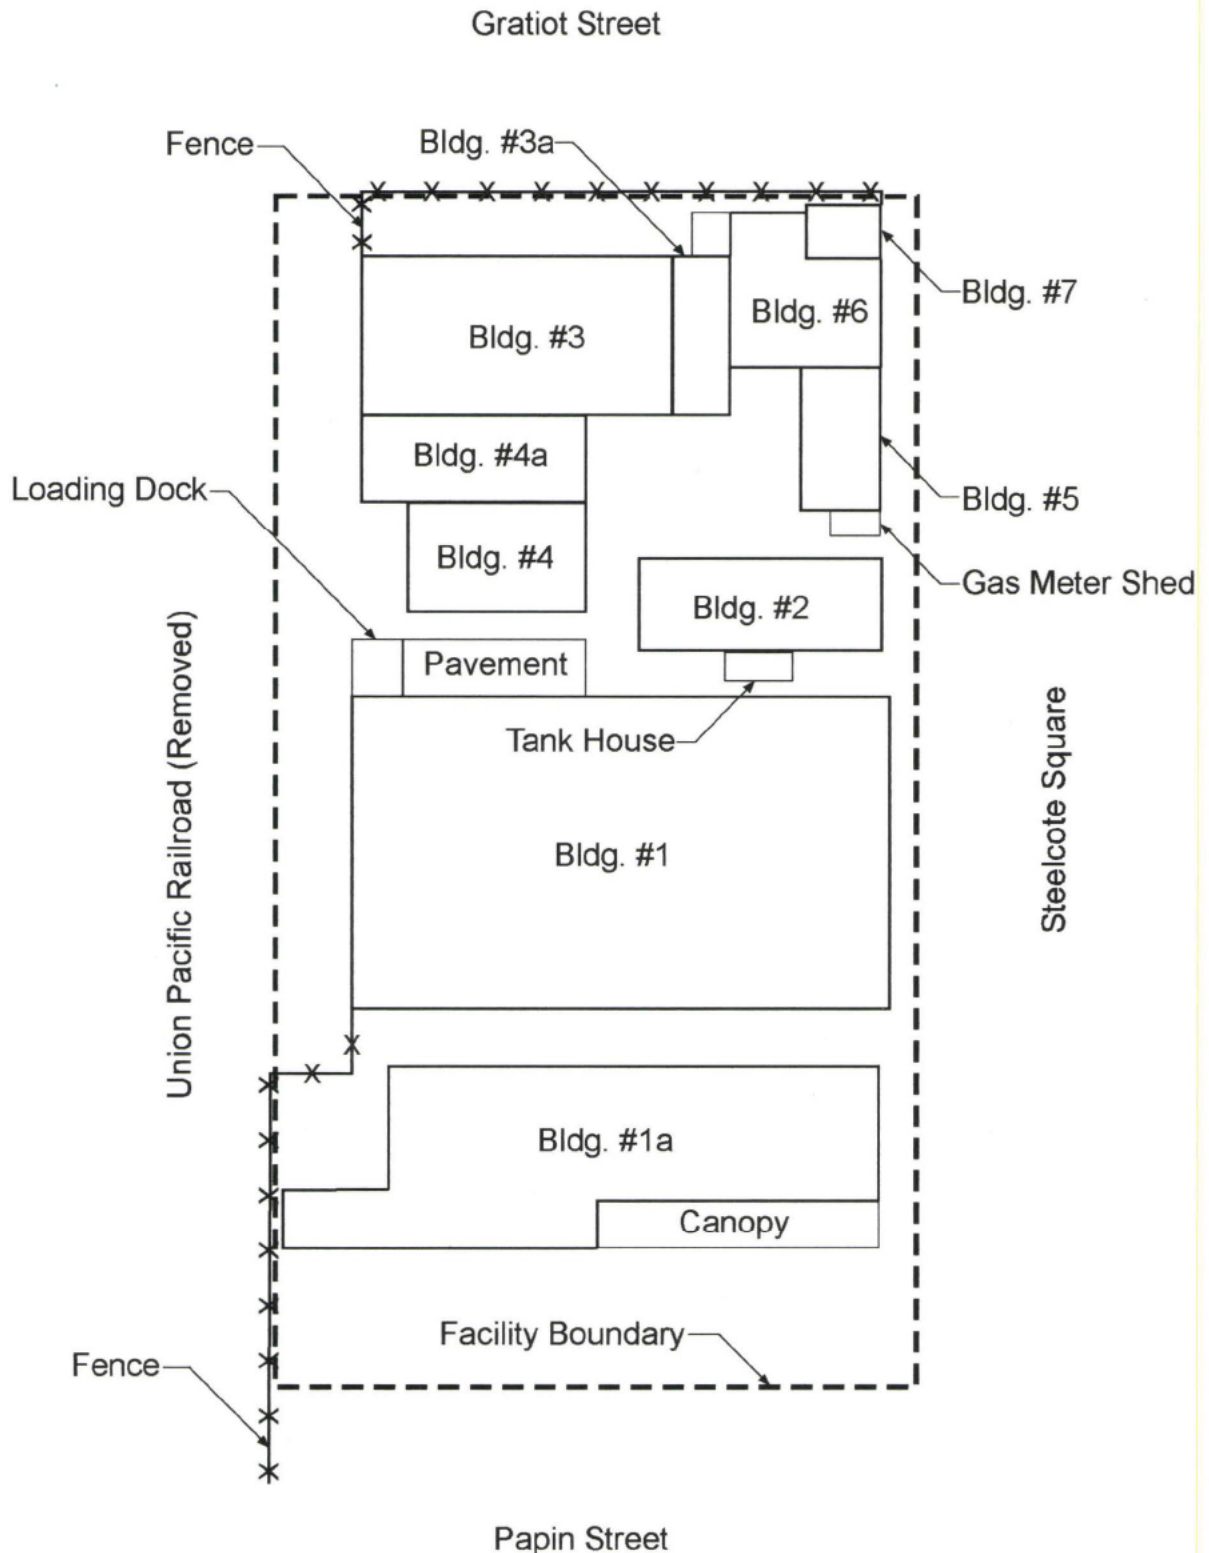 Gratiot Street
Fence
Bldg. #3a
Bldg. #7
Bldg. #6
Bldg. #3
Bldg. #4a
Loading Dock
Bldg. #5
Bldg. #4
Gas Meter Shed
Bldg. #2
Pavement
Tank House
Union Pacific Railroad (Removed)
Steelcote Square
Bldg. #1
Bldg. #1a
Canopy
Facility Boundary
Fence
Papin Street